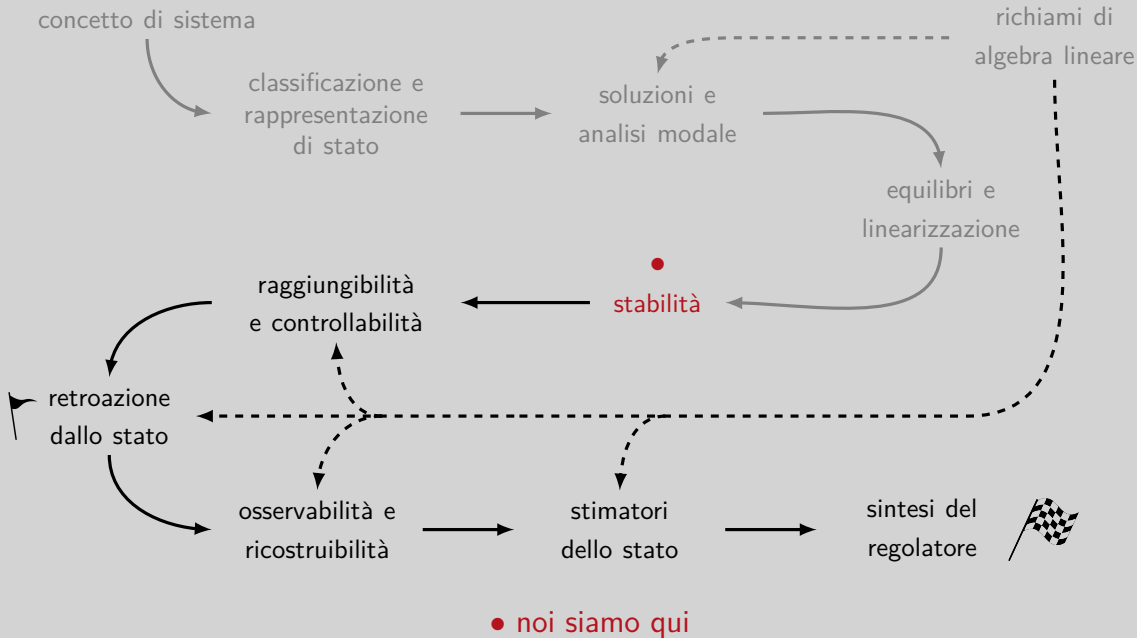 concetto di sistema
richiami di
algebra lineare
classificazione e
rappresentazione
di stato
soluzioni e
analisi modale
equilibri e
linearizzazione
stabilità
raggiungibilità
e controllabilità
retroazione
dallo stato
osservabilità e
ricostruibilità
stimatori
dello stato
sintesi del
regolatore
• noi siamo qui